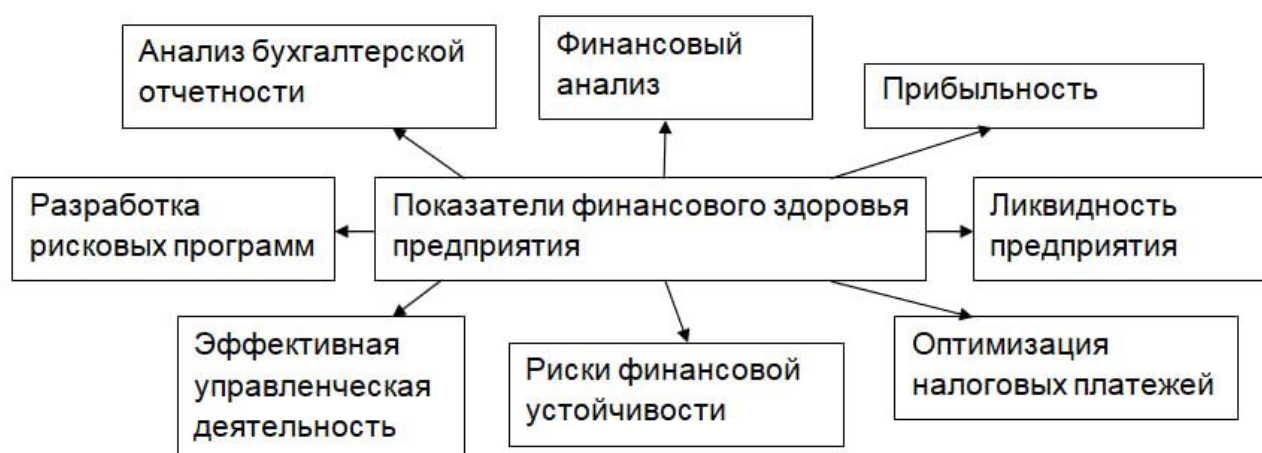 Анализ бухгалтерской
отчетности
Финансовый
анализ
Прибыльность
Разработка
рисковых программ
Показатели финансового здоровья
предприятия
Ликвидность
предприятия
Эффективная
управленческая
деятельность
Риски финансовой
устойчивости
Оптимизация
налоговых платежей